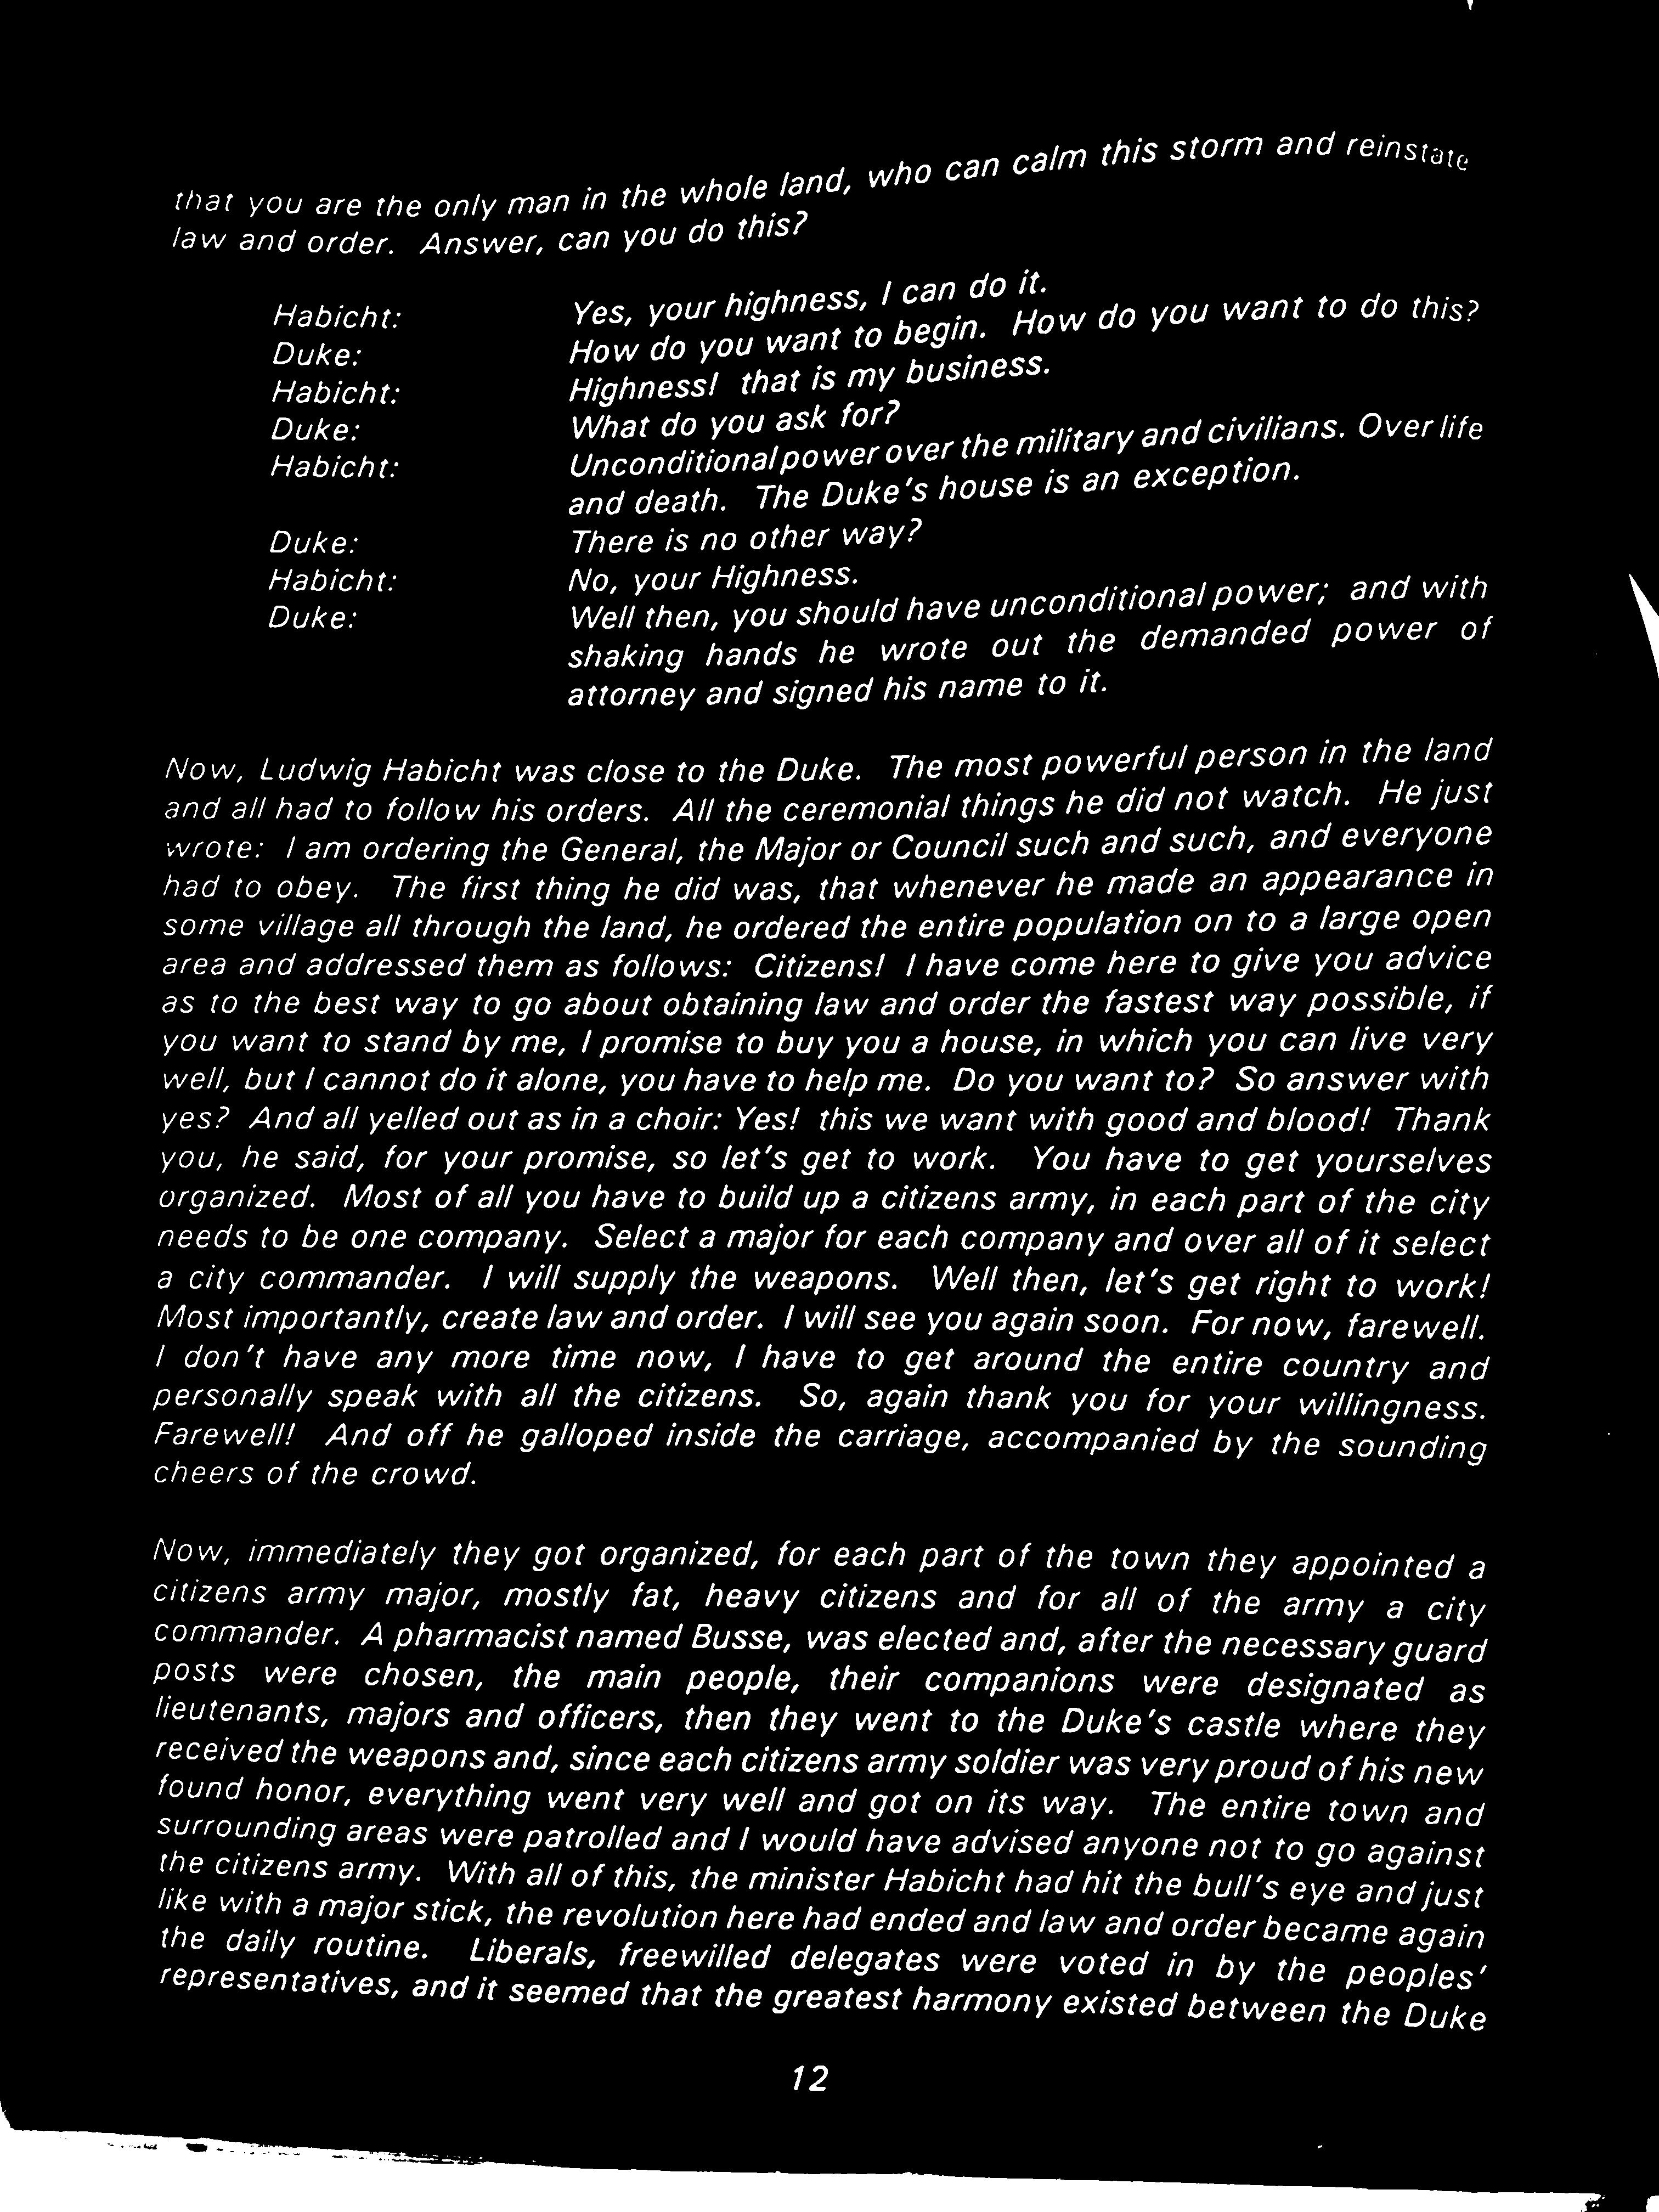 that you are the only man in the whole land, who can calm this storm and reinstate
law and order. Answer, can you do this?
Habicht: Yes, your highness, I can do it.
Duke: How do you want to begin. How do you want to do this?
Habicht: Highness! that is my business.
Duke: What do you ask for?
Habicht: Unconditional power over the military and civilians. Over life
and death. The Duke's house is an exception.
Duke: There is no other way?
Habicht: No, your Highness.
Duke: Well then, you should have unconditional power; and with
shaking hands he wrote out the demanded power of
attorney and signed his name to it.
Now, Ludwig Habicht was close to the Duke. The most powerful person in the land
and all had to follow his orders. All the ceremonial things he did not watch. He just
wrote: I am ordering the General, the Major or Council such and such, and everyone
had to obey. The first thing he did was, that whenever he made an appearance in
some village all through the land, he ordered the entire population on to a large open
area and addressed them as follows: Citizens! I have come here to give you advice
as to the best way to go about obtaining law and order the fastest way possible, if
you want to stand by me, I promise to buy you a house, in which you can live very
well, but I cannot do it alone, you have to help me. Do you want to? So answer with
yes? And all yelled out as in a choir: Yes! this we want with good and blood! Thank
you, he said, for your promise, so let's get to work. You have to get yourselves
organized. Most of all you have to build up a citizens army, in each part of the city
needs to be one company. Select a major for each company and over all of it select
a city commander. I will supply the weapons. Well then, let's get right to work!
Most importantly, create law and order. I will see you again soon. For now, farewell.
I don't have any more time now, I have to get around the entire country and
personally speak with all the citizens. So, again thank you for your willingness.
Farewell! And off he galloped inside the carriage, accompanied by the sounding
cheers of the crowd.
Now, immediately they got organized, for each part of the town they appointed a
citizens army major, mostly fat, heavy citizens and for all of the army a city
commander. A pharmacist named Busse, was elected and, after the necessary guard
posts were chosen, the main people, their companions were designated as
lieutenants, majors and officers, then they went to the Duke's castle where they
received the weapons and, since each citizens army soldier was very proud of his new
found honor, everything went very well and got on its way. The entire town and
surrounding areas were patrolled and I would have advised anyone not to go against
the citizens army. With all of this, the minister Habicht had hit the bull's eye and just
like with a major stick, the revolution here had ended and law and order became again
the daily routine. Liberals, freewilled delegates were voted in by the peoples'
representatives, and it seemed that the greatest harmony existed between the Duke
12